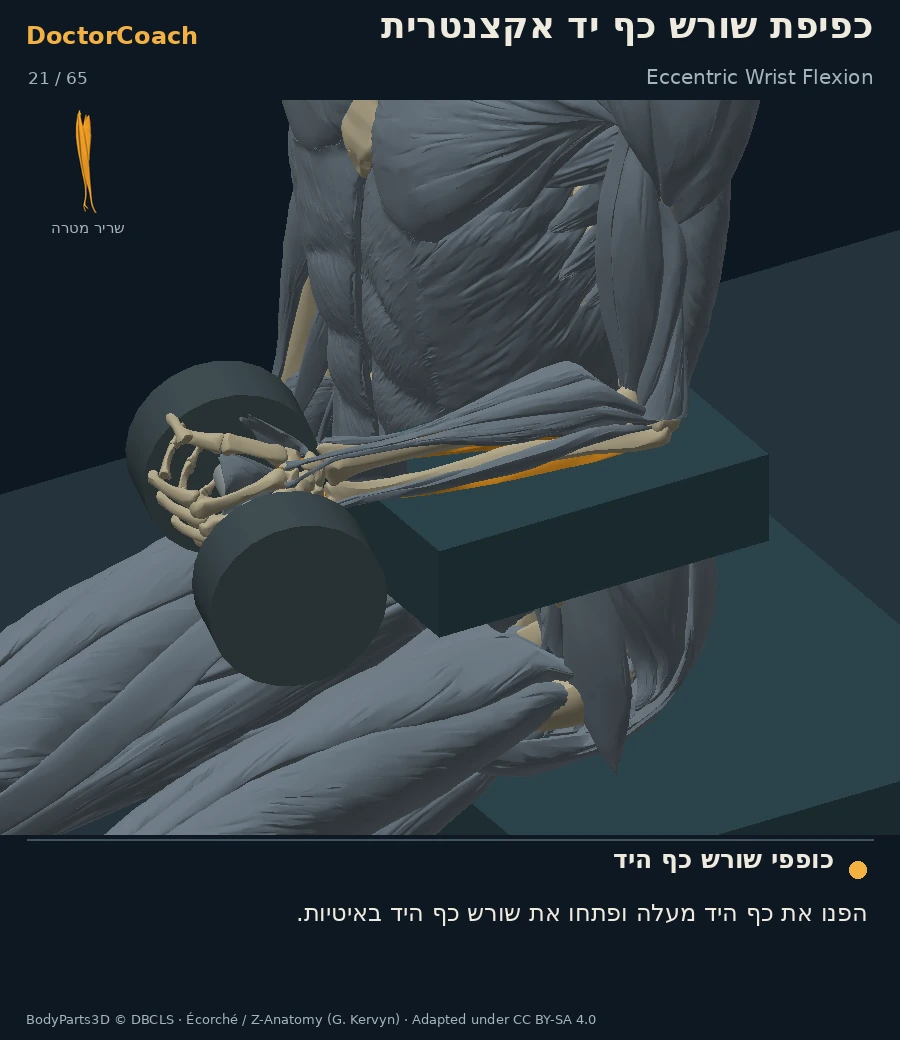 DoctorCoach
כפיפת שורש כף יד אקצנטרית
21 / 65
Eccentric Wrist Flexion
שריר מטרה
כופפי שורש כף היד
הפנו את כף היד מעלה ופתחו את שורש כף היד באיטיות.
BodyParts3D © DBCLS · Écorché / Z-Anatomy (G. Kervyn) · Adapted under CC BY-SA 4.0